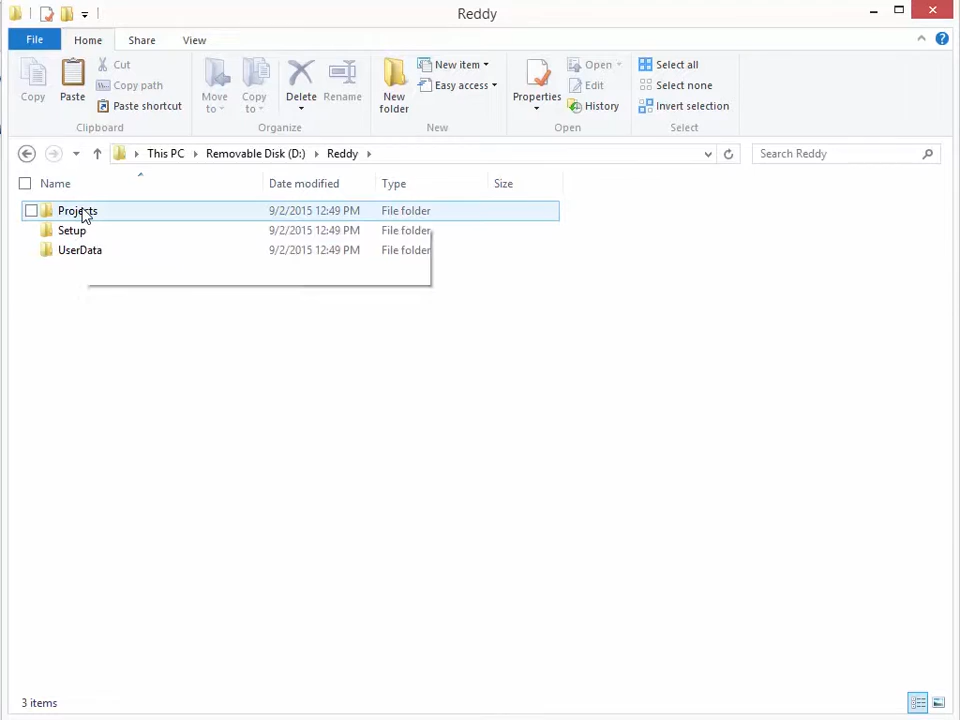 Reddy
File Home Share View
Copy Paste Cut Copy path Paste shortcut Clipboard
Move to Copy to Delete Rename Organize
New folder New item Easy access New
Properties Open Edit History Open
Select all Select none Invert selection Select
This PC Removable Disk (D:) Reddy Search Reddy
Name Date modified Type Size
Projects 9/2/2015 12:49 PM File folder
Setup 9/2/2015 12:49 PM File folder
UserData 9/2/2015 12:49 PM File folder
3 items